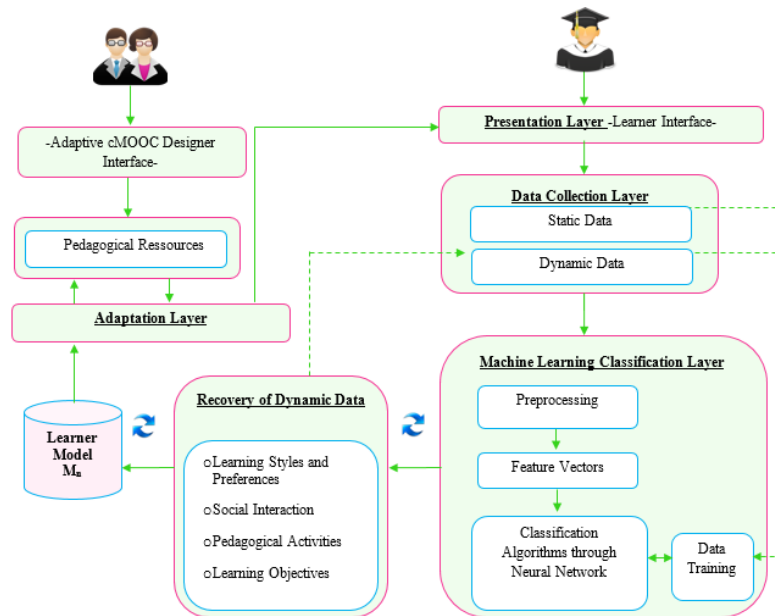 -Adaptive cMOOC Designer
Interface-
Pedagogical Ressources
Adaptation Layer
Learner
Model
Mₙ
Presentation Layer -Learner Interface-
Data Collection Layer
Static Data
Dynamic Data
Recovery of Dynamic Data
oLearning Styles and
Preferences
oSocial Interaction
oPedagogical Activities
oLearning Objectives
Machine Learning Classification Layer
Preprocessing
Feature Vectors
Classification
Algorithms through
Neural Network
Data
Training